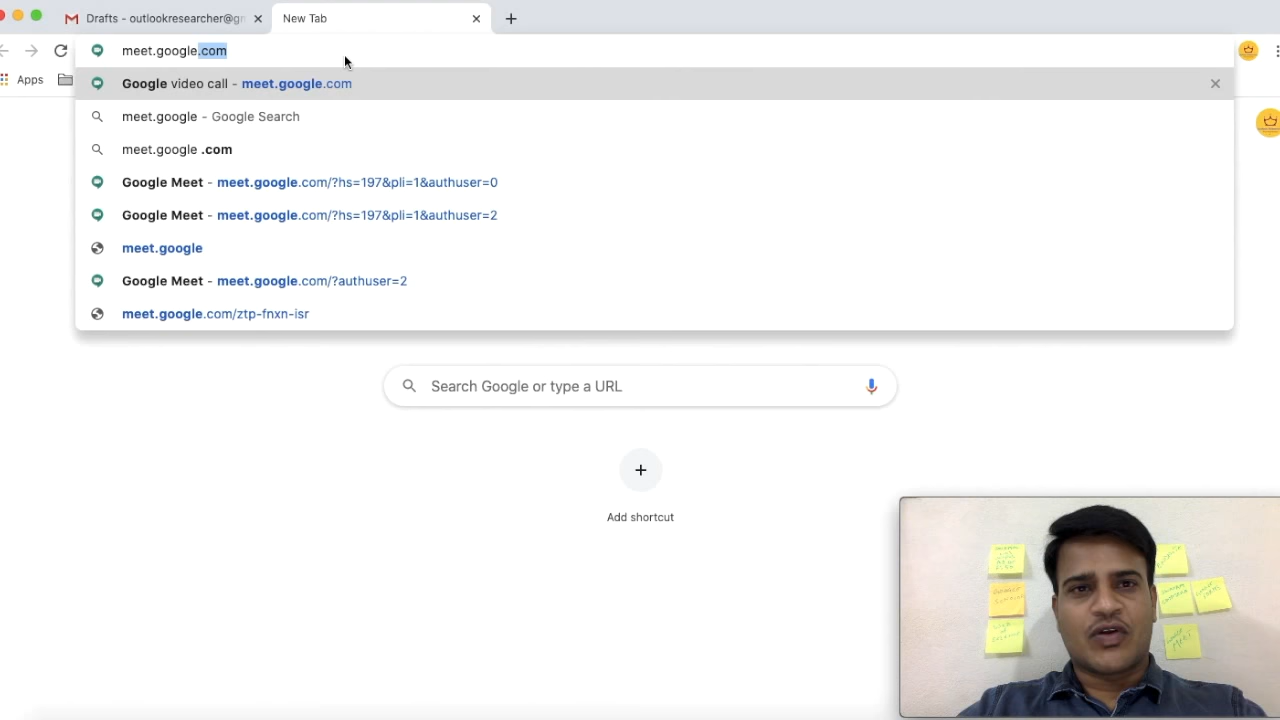 Drafts - outlookresearcher@gm
New Tab
meet.google.com
Apps
Google video call - meet.google.com
meet.google - Google Search
meet.google .com
Google Meet - meet.google.com/?hs=197&pli=1&authuser=0
Google Meet - meet.google.com/?hs=197&pli=1&authuser=2
meet.google
Google Meet - meet.google.com/?authuser=2
meet.google.com/ztp-fnxn-isr
Search Google or type a URL
Add shortcut